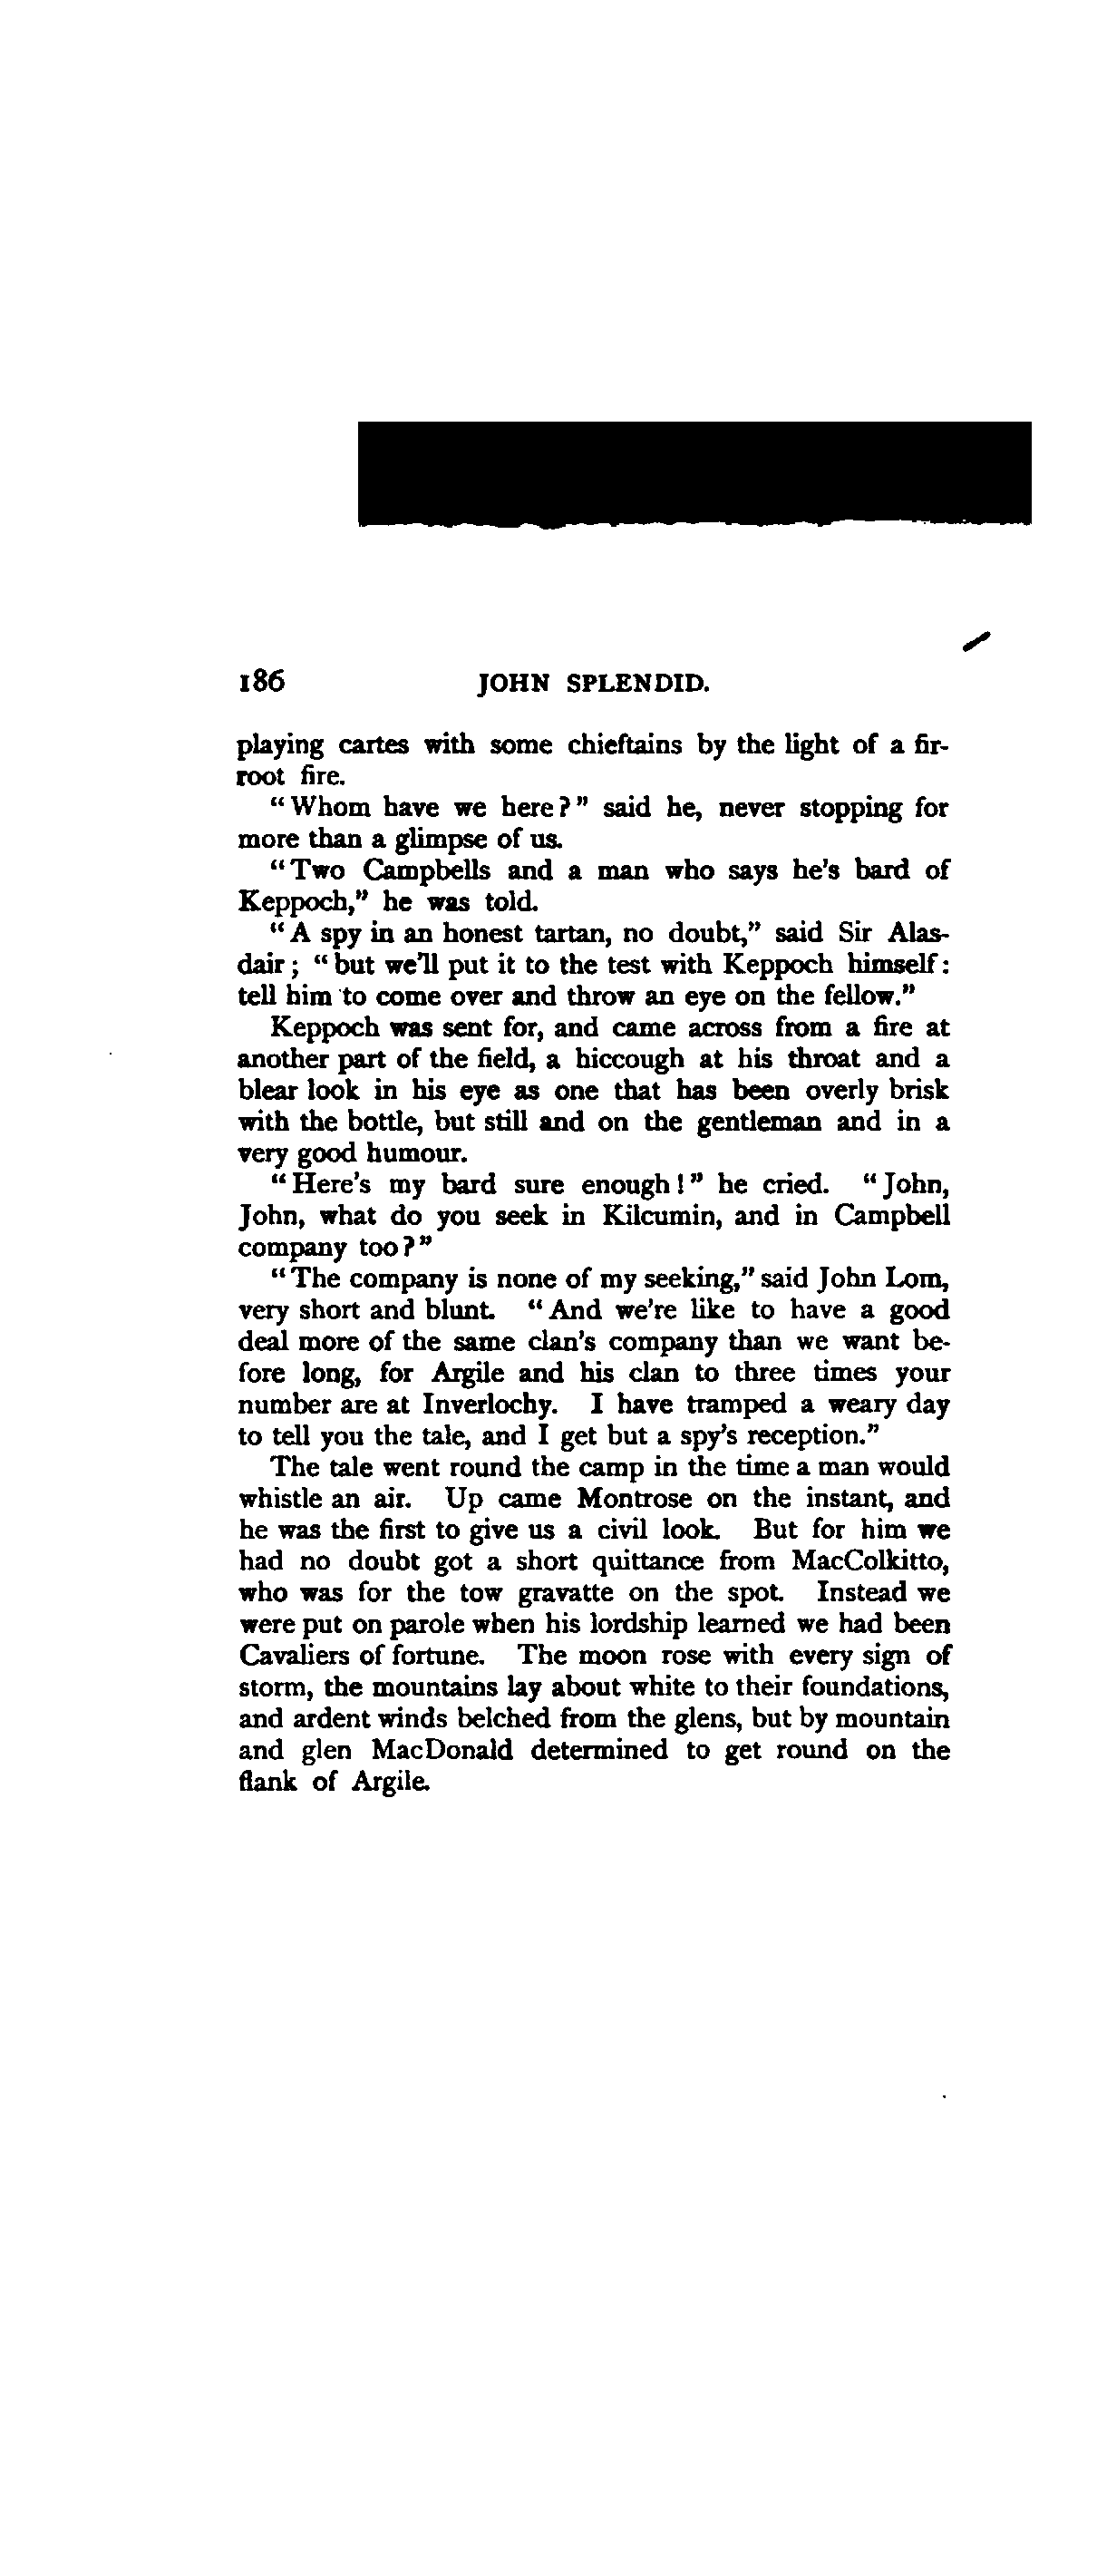 186 JOHN SPLENDID.
playing cartes with some chieftains by the light of a fir-
root fire.
“Whom have we here?” said he, never stopping for
more than a glimpse of us.
“Two Campbells and a man who says he's bard of
Keppoch,” he was told.
“A spy in an honest tartan, no doubt,” said Sir Alas-
dair; “but we'll put it to the test with Keppoch himself:
tell him to come over and throw an eye on the fellow.”
Keppoch was sent for, and came across from a fire at
another part of the field, a hiccough at his throat and a
blear look in his eye as one that has been overly brisk
with the bottle, but still and on the gentleman and in a
very good humour.
“Here's my bard sure enough!” he cried. “John,
John, what do you seek in Kilcumin, and in Campbell
company too?”
“The company is none of my seeking,” said John Lom,
very short and blunt. “And we're like to have a good
deal more of the same clan's company than we want be-
fore long, for Argile and his clan to three times your
number are at Inverlochy. I have tramped a weary day
to tell you the tale, and I get but a spy's reception.”
The tale went round the camp in the time a man would
whistle an air. Up came Montrose on the instant, and
he was the first to give us a civil look. But for him we
had no doubt got a short quittance from MacColkitto,
who was for the tow gravatte on the spot. Instead we
were put on parole when his lordship learned we had been
Cavaliers of fortune. The moon rose with every sign of
storm, the mountains lay about white to their foundations,
and ardent winds belched from the glens, but by mountain
and glen MacDonald determined to get round on the
flank of Argile.